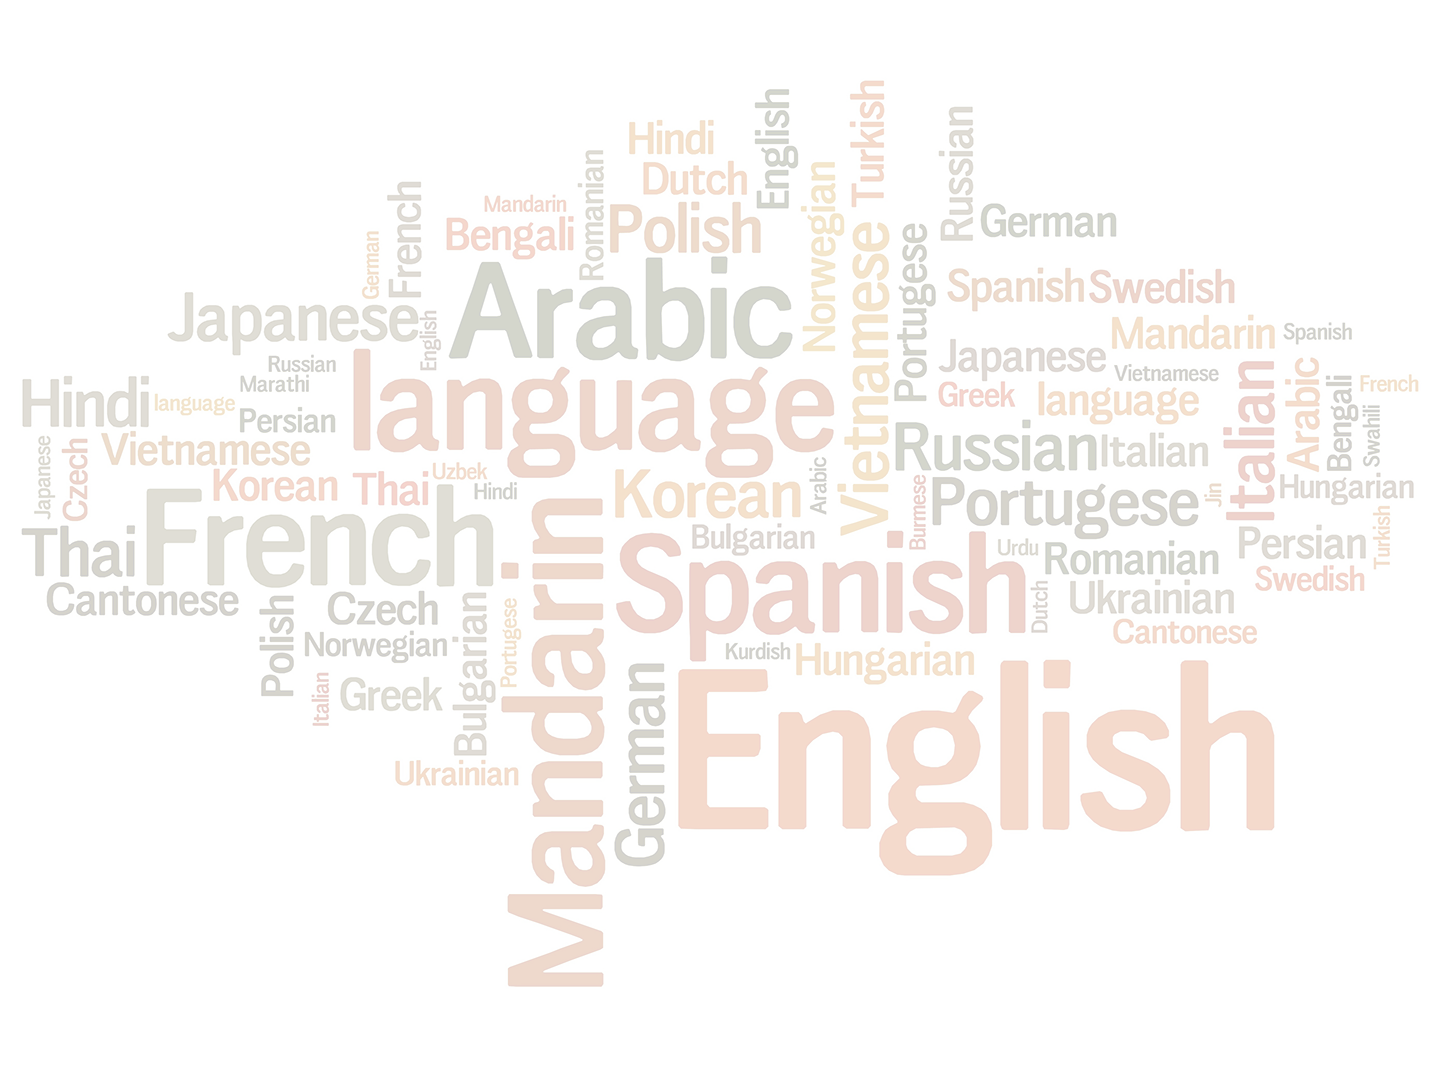 Turkish
English
Russian
Hindi
Dutch
Romanian
Norwegian
French
Mandarin
Bengali
Polish
German
Vietnamese
Portugese
German
Arabic
Spanish
Swedish
Japanese
English
Mandarin
Spanish
Russian
Marathi
language
Japanese
Vietnamese
Italian
Arabic
Bengali
French
Hindi
language
Persian
Greek
language
Swahili
Japanese
Czech
Vietnamese
Russian
Italian
Korean
Thai
Uzbek
Hindi
Korean
Arabic
Burmese
Portugese
Jin
Hungarian
French
Mandarin
Thai
Bulgarian
Spanish
Urdu
Romanian
Persian
Turkish
Swedish
Cantonese
Czech
Dutch
Ukrainian
Polish
Norwegian
Bulgarian
Portugese
Cantonese
Kurdish
Hungarian
Italian
Greek
German
English
Ukrainian